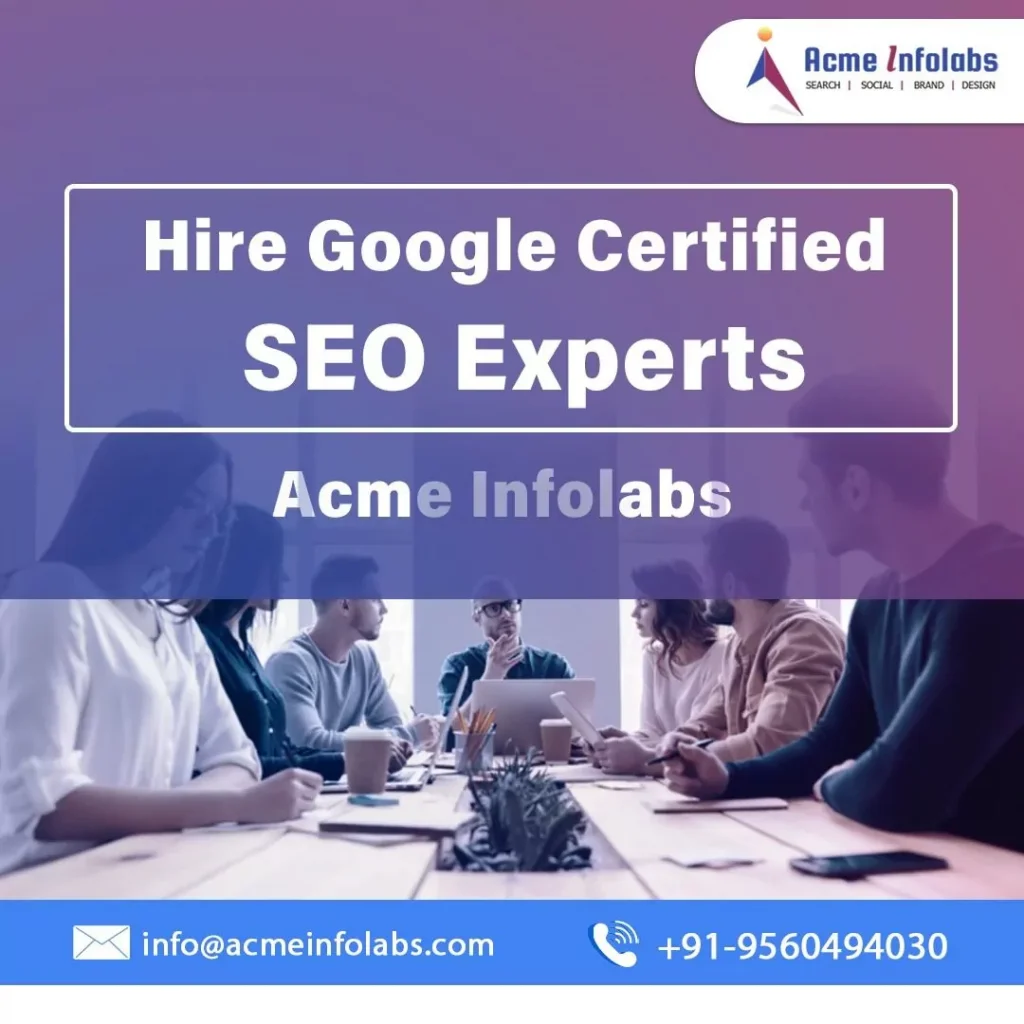 Acme Infolabs
SEARCH | SOCIAL | BRAND | DESIGN
Hire Google Certified
SEO Experts
Acme Infolabs
info@acmeinfolabs.com
+91-9560494030